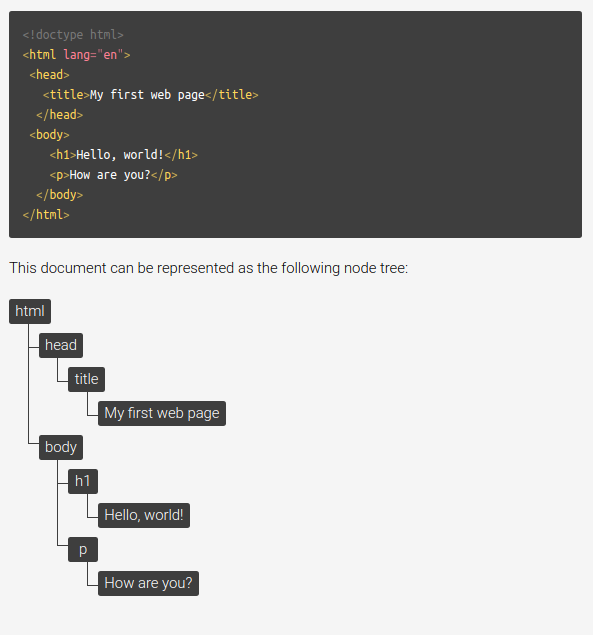 <!doctype html>
<html lang="en">
<head>
<title>My first web page</title>
</head>
<body>
<h1>Hello, world!</h1>
<p>How are you?</p>
</body>
</html>
This document can be represented as the following node tree:
html
head
title
My first web page
body
h1
Hello, world!
p
How are you?